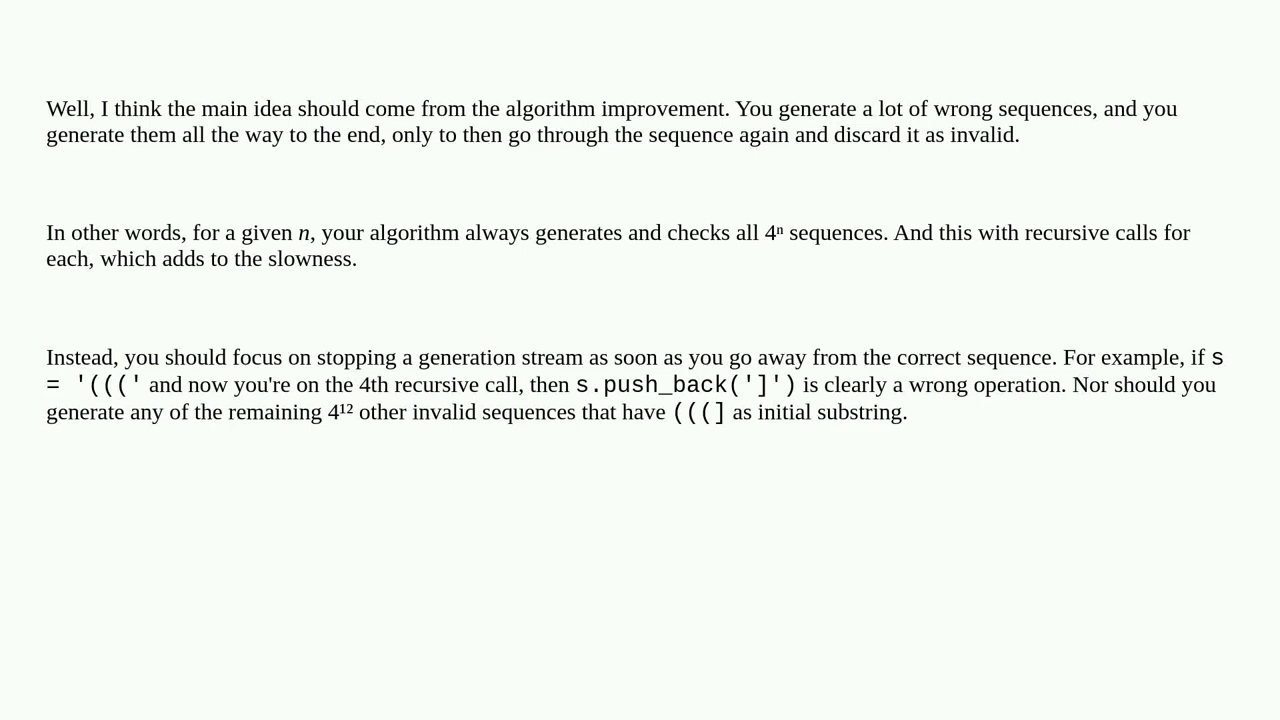 Well, I think the main idea should come from the algorithm improvement. You generate a lot of wrong sequences, and you
generate them all the way to the end, only to then go through the sequence again and discard it as invalid.
In other words, for a given n, your algorithm always generates and checks all 4ⁿ sequences. And this with recursive calls for
each, which adds to the slowness.
Instead, you should focus on stopping a generation stream as soon as you go away from the correct sequence. For example, if s
= '(((' and now you're on the 4th recursive call, then s.push_back(']') is clearly a wrong operation. Nor should you
generate any of the remaining 4¹² other invalid sequences that have (((] as initial substring.